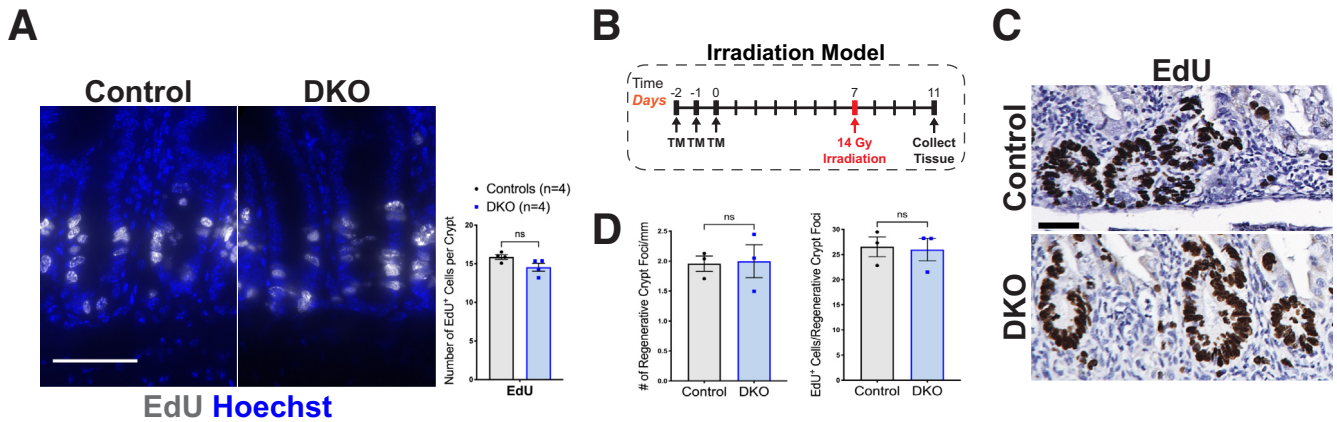 A
Control
DKO
EdU Hoechst
Number of EdU⁺ Cells per Crypt
20
15
10
5
0
Controls (n=4)
DKO (n=4)
ns
EdU
B
Irradiation Model
Time
Days
-2 -1 0 7 11
TM TM TM
14 Gy
Irradiation
Collect
Tissue
C
EdU
Control
DKO
D
# of Regenerative Crypt Foci/mm
2.5
2.0
1.5
1.0
0.5
0.0
ns
Control DKO
EdU⁺ Cells/Regenerative Crypt Foci
30
25
20
15
10
5
0
ns
Control DKO